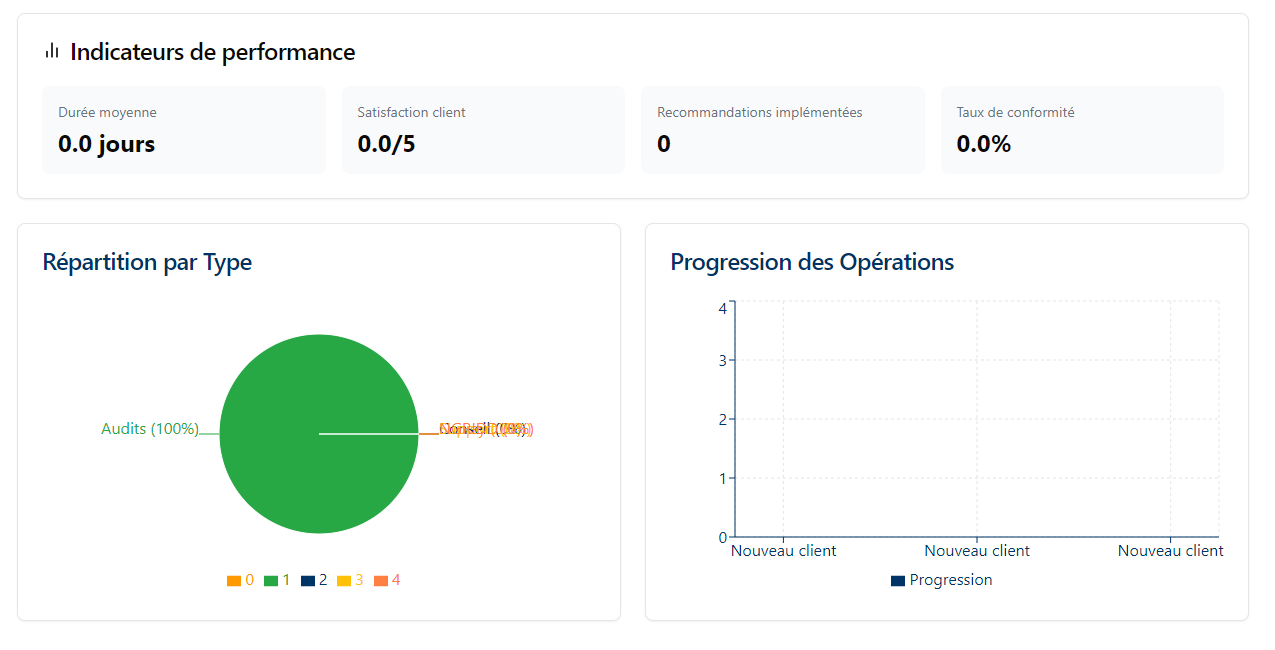 Indicateurs de performance
Durée moyenne
0.0 jours
Satisfaction client
0.0/5
Recommandations implémentées
0
Taux de conformité
0.0%
Répartition par Type
Audits (100%)
0 1 2 3 4
Progression des Opérations
4
3
2
1
0
Nouveau client Nouveau client Nouveau client
Progression